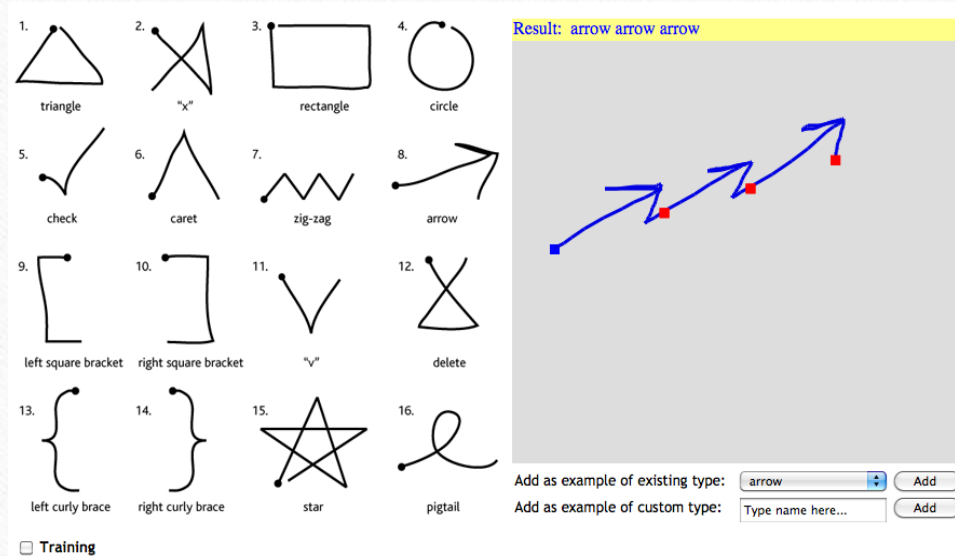 1.
2.
3.
4.
triangle
"x"
rectangle
circle
5.
6.
7.
8.
check
caret
zig-zag
arrow
9.
10.
11.
12.
left square bracket
right square bracket
"v"
delete
13.
14.
15.
16.
left curly brace
right curly brace
star
pigtail
Training
Result: arrow arrow arrow
Add as example of existing type:
arrow
Add
Add as example of custom type:
Type name here...
Add